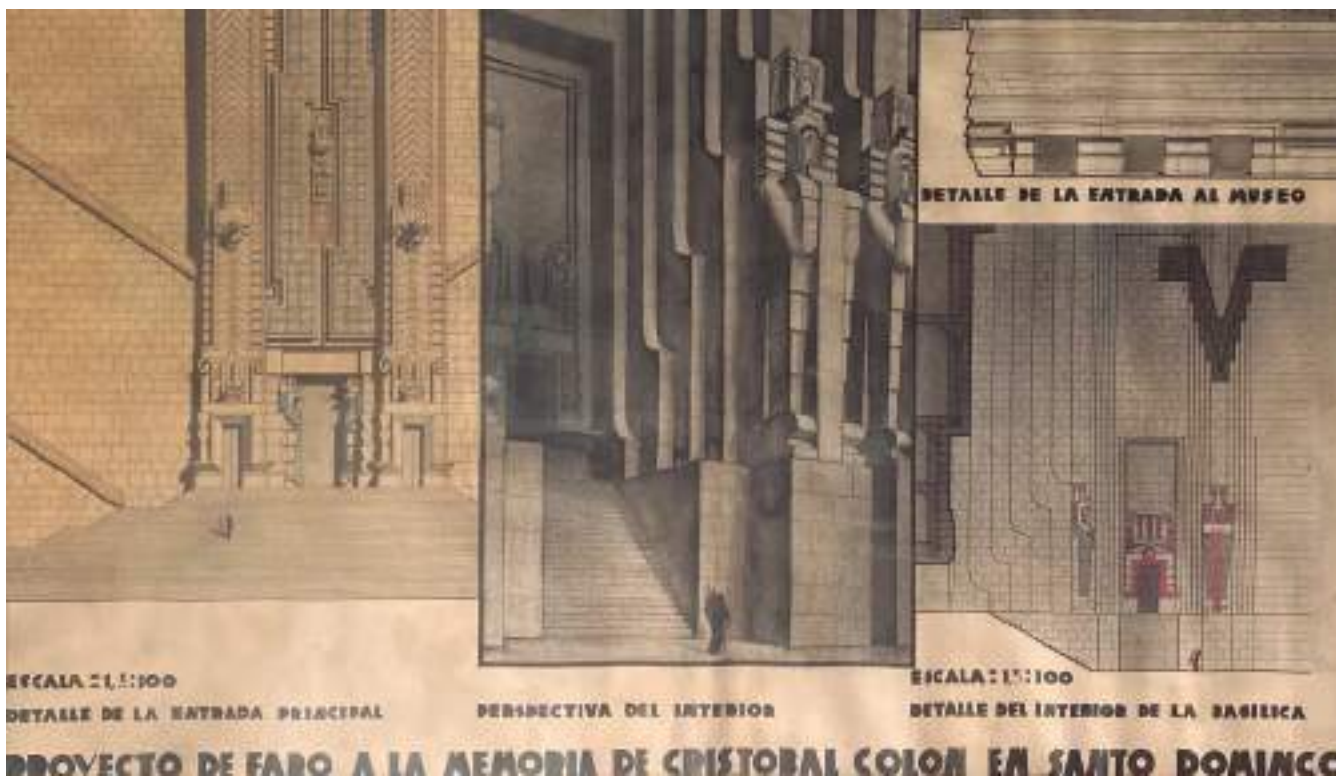 DETALLE DE LA ENTRADA AL MUSEO
ESCALA 1:100
DETALLE DE LA ENTRADA PRINCIPAL
PERSPECTIVA DEL INTERIOR
ESCALA 1:100
DETALLE DEL INTERIOR DE LA BASILICA
PROYECTO DE FARO A LA MEMORIA DE CRISTOBAL COLON EN SANTO DOMINGO